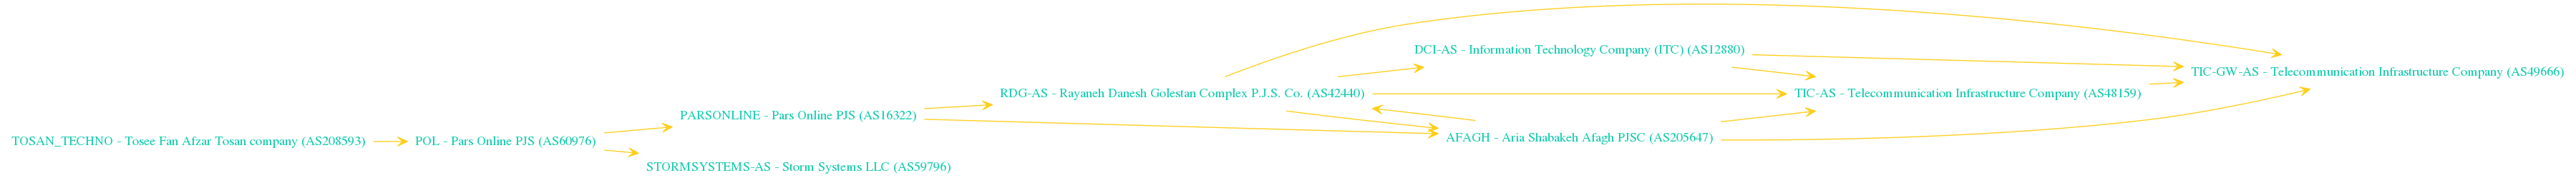 TOSAN_TECHNO - Tosee Fan Afzar Tosan company (AS208593)
POL - Pars Online PJS (AS60976)
PARSONLINE - Pars Online PJS (AS16322)
STORMSYSTEMS-AS - Storm Systems LLC (AS59796)
RDG-AS - Rayaneh Danesh Golestan Complex P.J.S. Co. (AS42440)
DCI-AS - Information Technology Company (ITC) (AS12880)
AFAGH - Aria Shabakeh Afagh PJSC (AS205647)
TIC-AS - Telecommunication Infrastructure Company (AS48159)
TIC-GW-AS - Telecommunication Infrastructure Company (AS49666)